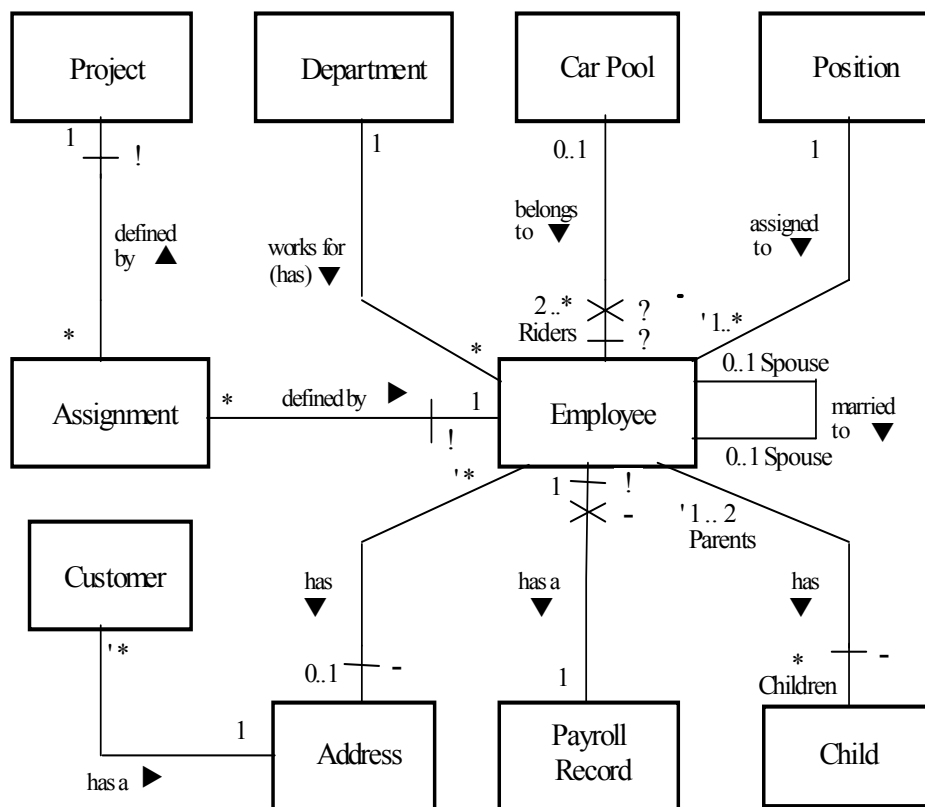 Project
Department
Car Pool
Position
1
!
1
0..1
1
defined
by ▲
works for
(has) ▼
belongs
to ▼
assigned
to ▼
*
*
2 ..*
Riders
?
?
-
' 1..*
Assignment
*
defined by ►
!
1
Employee
0..1 Spouse
married
to ▼
0..1 Spouse
' *
1
!
-
' 1 .. 2
Parents
Customer
' *
has
▼
has a
▼
has
▼
0..1
-
1
*
-
Children
1
has a ►
Address
Payroll
Record
Child